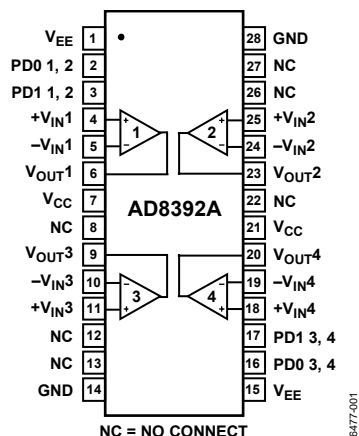 VEE 1 28 GND
PD0 1, 2 2 27 NC
PD1 1, 2 3 26 NC
+VIN1 4 + 1 2 + 25 +VIN2
–VIN1 5 – – 24 –VIN2
VOUT1 6 23 VOUT2
VCC 7 AD8392A 22 NC
NC 8 21 VCC
VOUT3 9 20 VOUT4
–VIN3 10 – 3 4 – 19 –VIN4
+VIN3 11 + + 18 +VIN4
NC 12 17 PD1 3, 4
NC 13 16 PD0 3, 4
GND 14 15 VEE
NC = NO CONNECT
6477-001